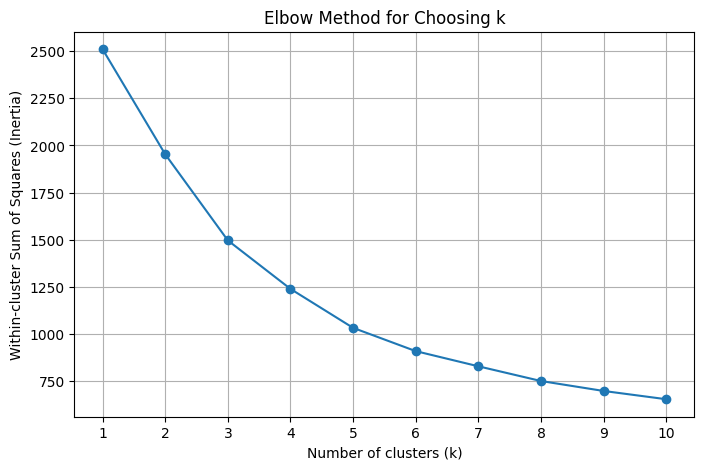 Elbow Method for Choosing k
Within-cluster Sum of Squares (Inertia)
2500
2250
2000
1750
1500
1250
1000
750
1 2 3 4 5 6 7 8 9 10
Number of clusters (k)